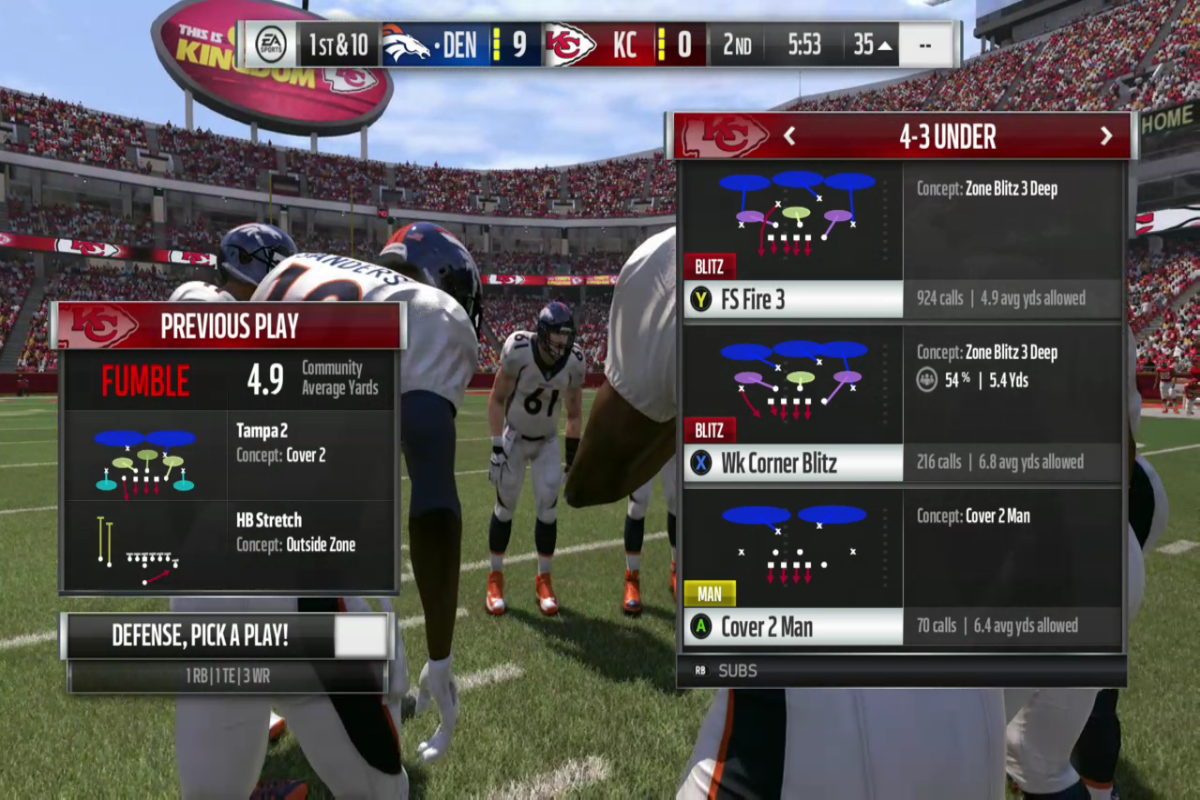 THIS IS
KINGDOM
EA
SPORTS
1ST & 10
DEN
9
KC
KC
0
2ND
5:53
35
--
HOME
KC
4-3 UNDER
Concept: Zone Blitz 3 Deep
BLITZ
Y FS Fire 3
924 calls | 4.9 avg yds allowed
Concept: Zone Blitz 3 Deep
54 % | 5.4 Yds
BLITZ
X Wk Corner Blitz
216 calls | 6.8 avg yds allowed
Concept: Cover 2 Man
MAN
A Cover 2 Man
70 calls | 6.4 avg yds allowed
RB SUBS
SANDERS
61
KC
PREVIOUS PLAY
FUMBLE
4.9
Community
Average Yards
Tampa 2
Concept: Cover 2
HB Stretch
Concept: Outside Zone
DEFENSE, PICK A PLAY!
1 RB | 1 TE | 3 WR